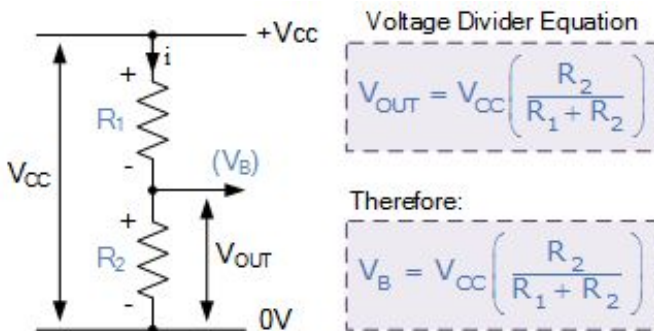 +Vcc
i
+
R1
-
VCC
(VB)
+
R2
VOUT
-
0V
Voltage Divider Equation
VOUT = VCC ( R2 / R1 + R2 )
Therefore:
VB = VCC ( R2 / R1 + R2 )